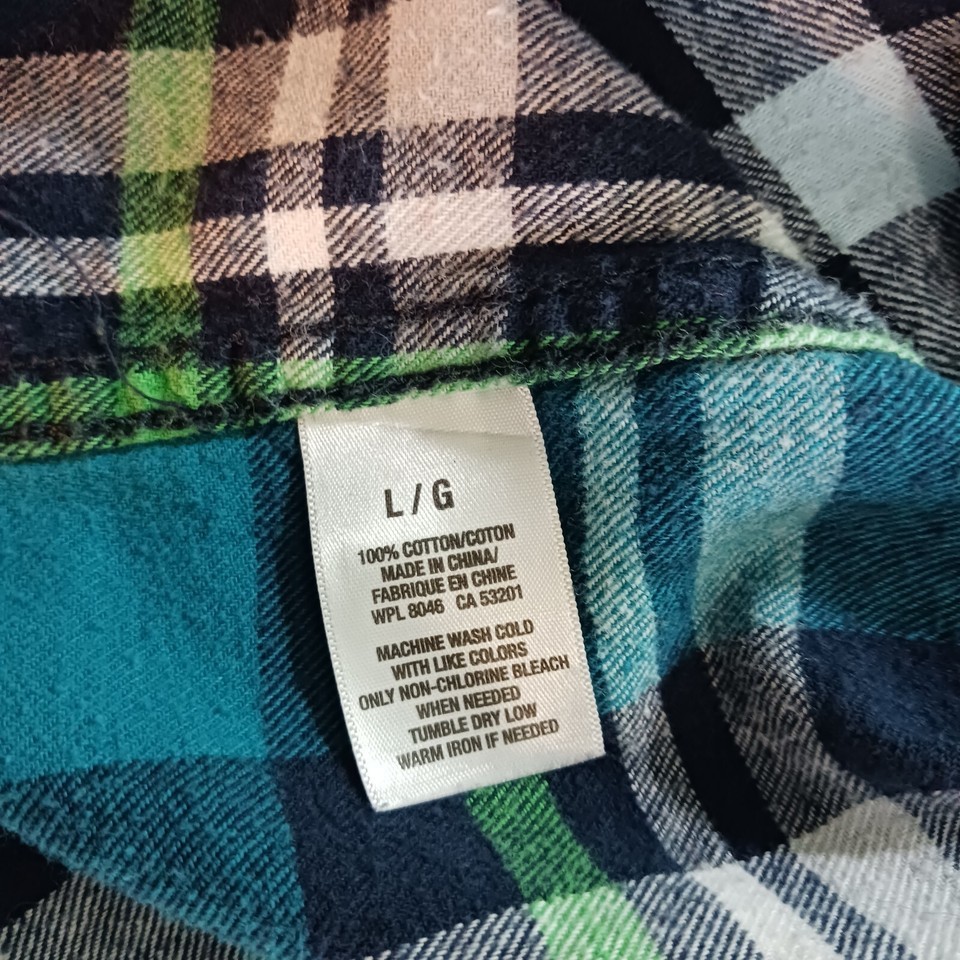 L / G
100% COTTON/COTON
MADE IN CHINA/
FABRIQUE EN CHINE
WPL 8046 CA 53201
MACHINE WASH COLD
WITH LIKE COLORS
ONLY NON-CHLORINE BLEACH
WHEN NEEDED
TUMBLE DRY LOW
WARM IRON IF NEEDED